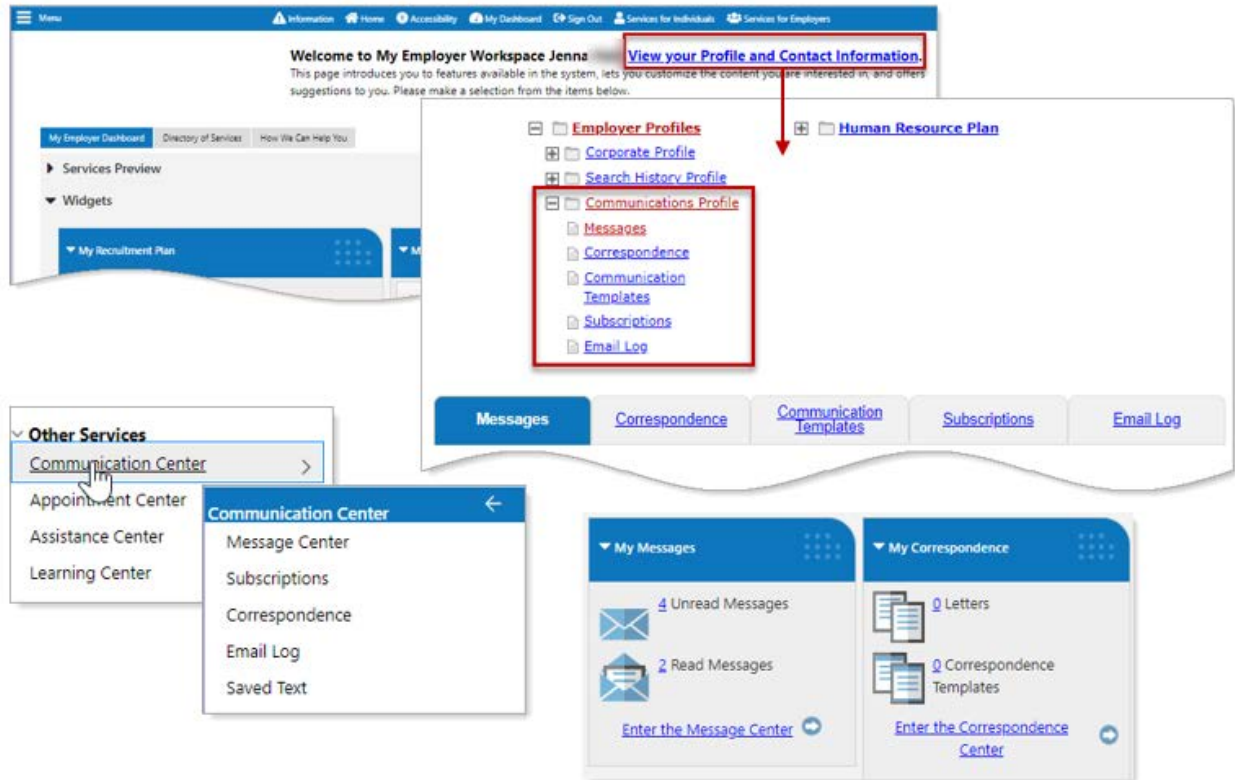 Menu
Information Home Accessibility My Dashboard Sign Out Services for Individuals Services for Employers
Welcome to My Employer Workspace Jenna View your Profile and Contact Information.
This page introduces you to features available in the system, lets you customize the content you are interested in, and offers
suggestions to you. Please make a selection from the items below.
My Employer Dashboard Directory of Services How We Can Help You
Services Preview
Widgets
My Recruitment Plan
M
Employer Profiles
Human Resource Plan
Corporate Profile
Search History Profile
Communications Profile
Messages
Correspondence
Communication
Templates
Subscriptions
Email Log
Messages
Correspondence
Communication
Templates
Subscriptions
Email Log
Other Services
Communication Center
Appointment Center
Assistance Center
Learning Center
Communication Center
Message Center
Subscriptions
Correspondence
Email Log
Saved Text
My Messages
4 Unread Messages
2 Read Messages
Enter the Message Center
My Correspondence
0 Letters
0 Correspondence
Templates
Enter the Correspondence
Center